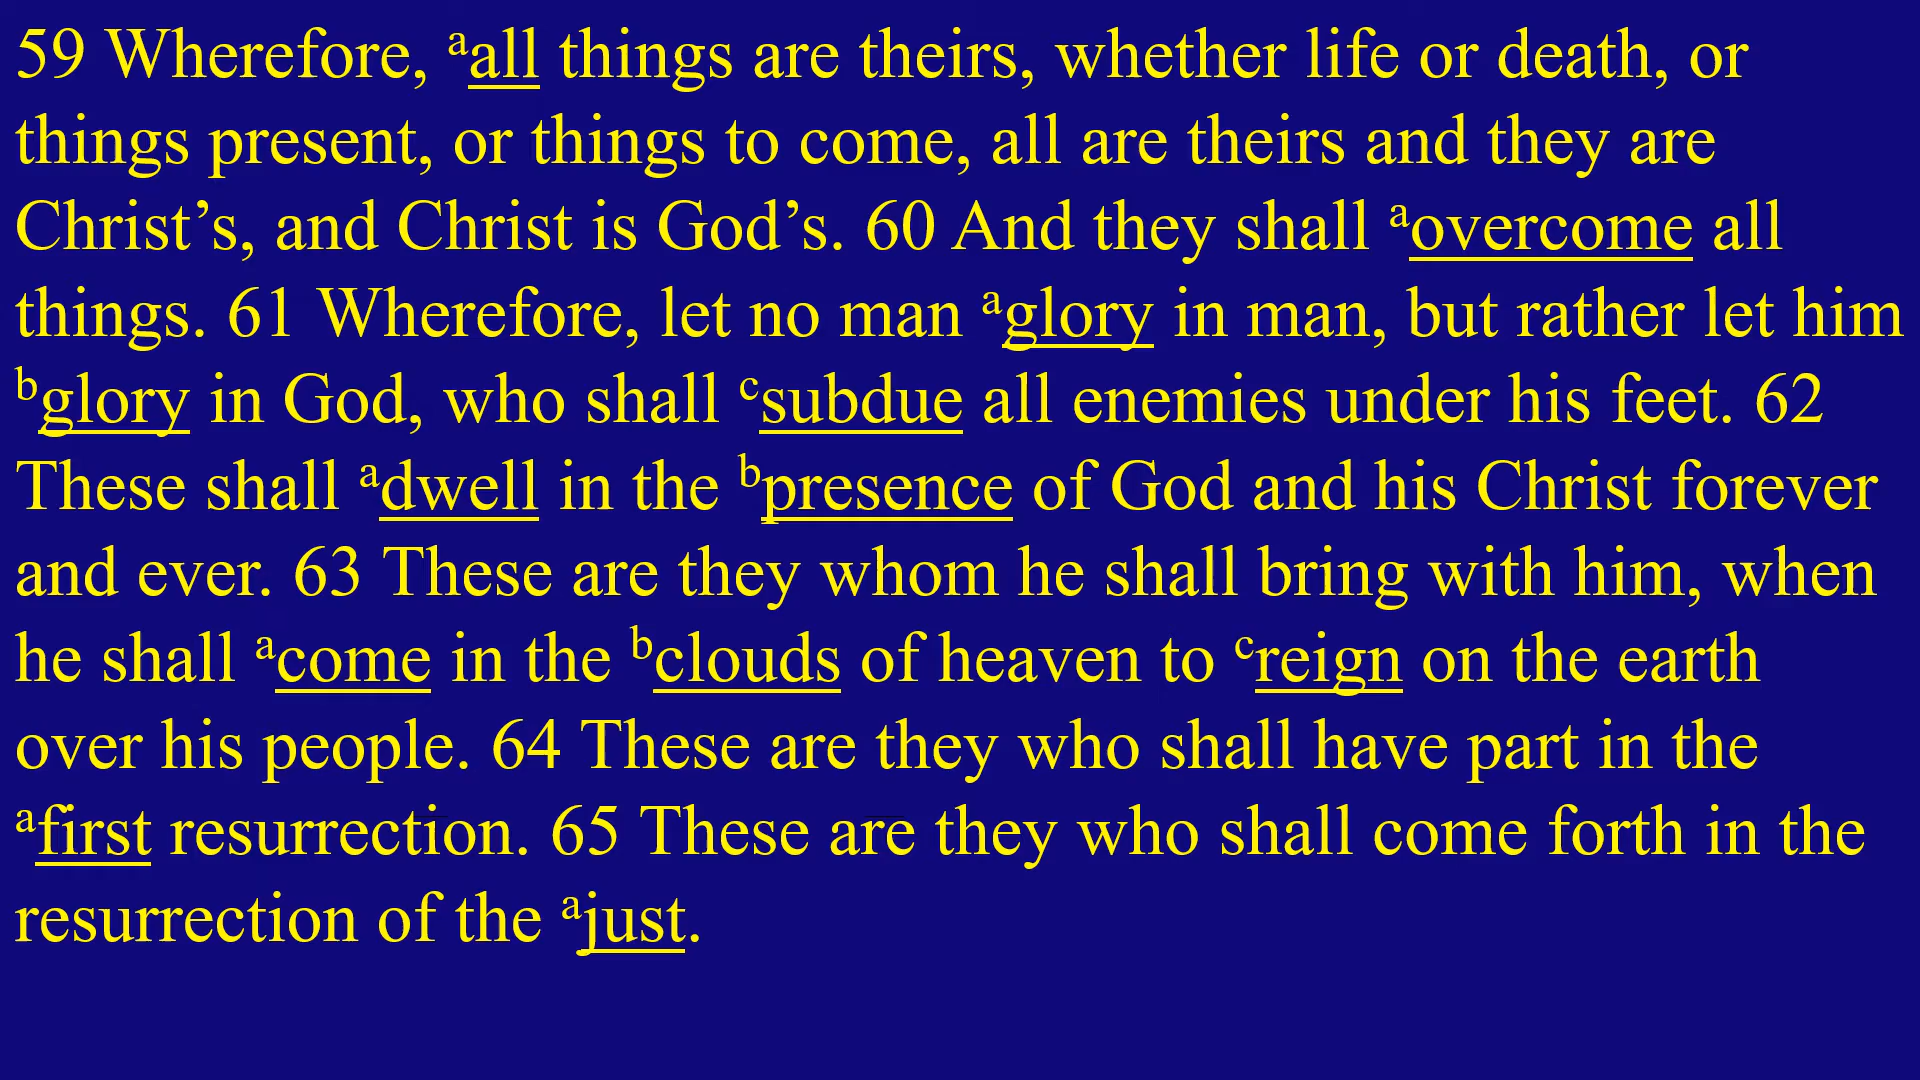 59 Wherefore, ᵃall things are theirs, whether life or death, or
things present, or things to come, all are theirs and they are
Christ’s, and Christ is God’s. 60 And they shall ᵃovercome all
things. 61 Wherefore, let no man ᵃglory in man, but rather let him
ᵇglory in God, who shall ᶜsubdue all enemies under his feet. 62
These shall ᵃdwell in the ᵇpresence of God and his Christ forever
and ever. 63 These are they whom he shall bring with him, when
he shall ᵃcome in the ᵇclouds of heaven to ᶜreign on the earth
over his people. 64 These are they who shall have part in the
ᵃfirst resurrection. 65 These are they who shall come forth in the
resurrection of the ᵃjust.